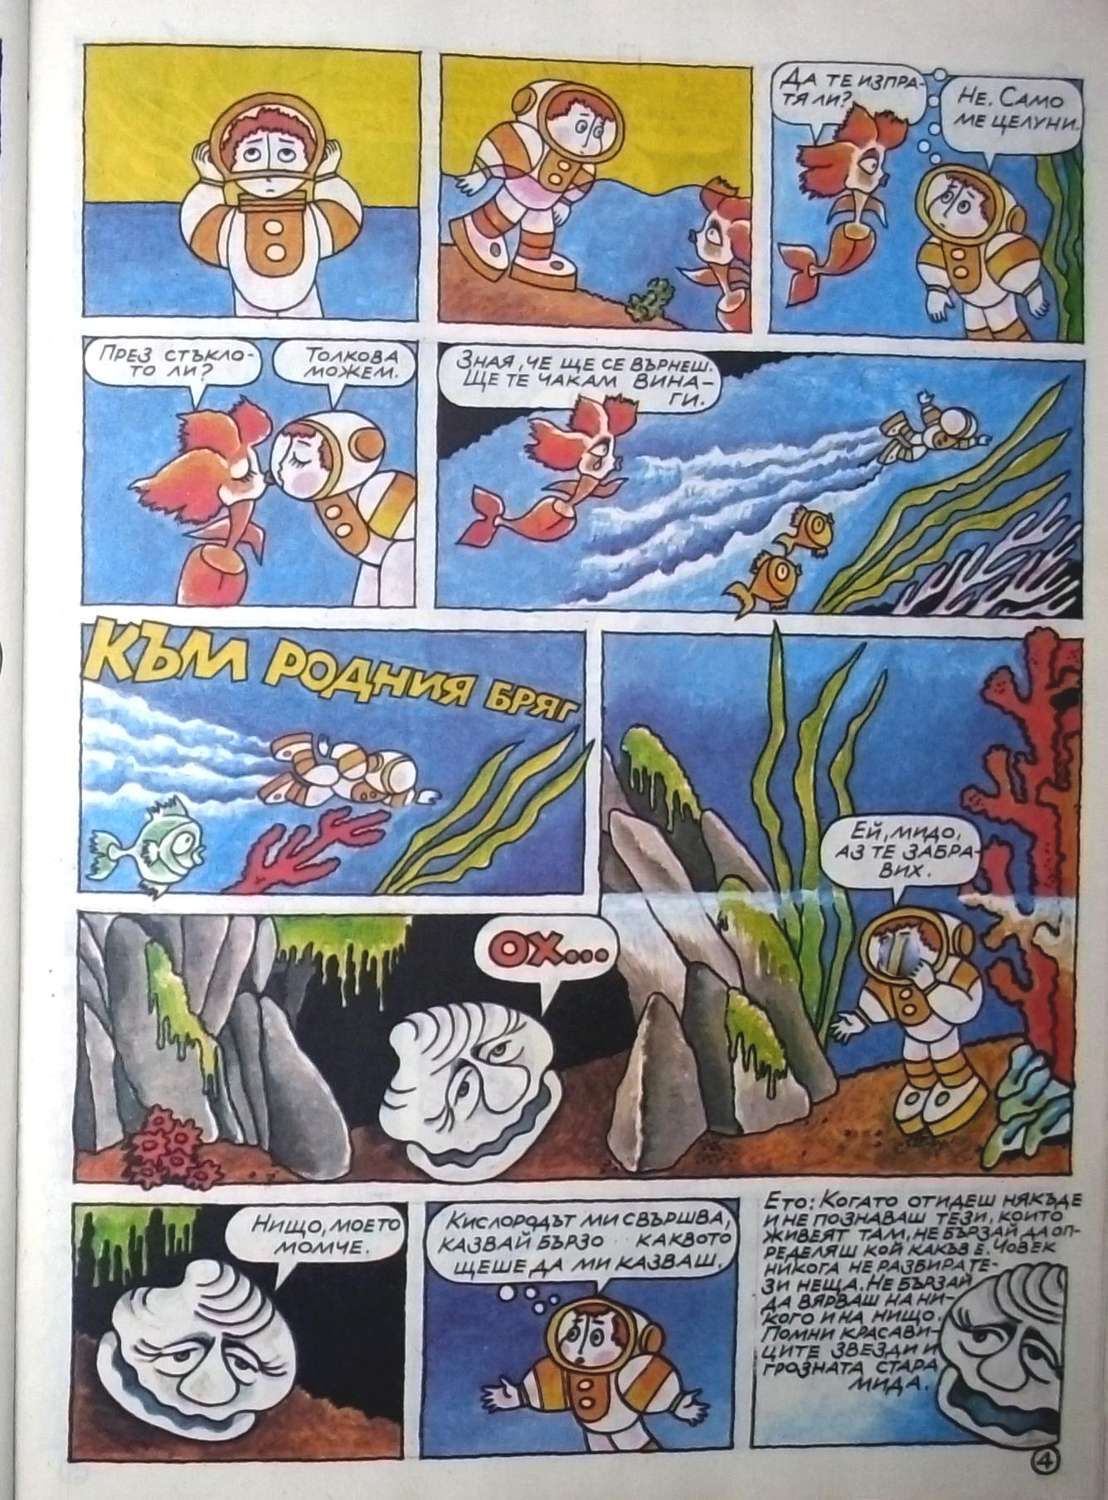 ДА ТЕ ИЗПРА-
ТЯ ЛИ?
НЕ. САМО
МЕ ЦЕЛУНИ.
ПРЕЗ СТЪКЛО-
ТО ЛИ?
ТОЛКОВА
МОЖЕМ.
ЗНАЯ, ЧЕ ЩЕ СЕ ВЪРНЕШ.
ЩЕ ТЕ ЧАКАМ ВИНА-
ГИ.
КЪМ РОДНИЯ БРЯГ
ЕЙ, МИДО,
АЗ ТЕ ЗАБРА-
ВИХ.
ОХ...
НИЩО, МОЕТО
МОМЧЕ.
КИСЛОРОДЪТ МИ СВЪРШВА,
КАЗВАЙ БЪРЗО КАКВОТО
ЩЕШЕ ДА МИ КАЗВАШ.
ЕТО: КОГАТО ОТИДЕШ НЯКЪДЕ
И НЕ ПОЗНАВАШ ТЕЗИ, КОИТО
ЖИВЕЯТ ТАМ, НЕ БЪРЗАЙ ДА ОП-
РЕДЕЛЯШ КОЙ КАКЪВ Е. ЧОВЕК
НИКОГА НЕ РАЗБИРА ТЕ-
ЗИ НЕЩА. НЕ БЪРЗАЙ
ДА ВЯРВАШ НА НИ-
КОГО И НА НИЩО.
ПОМНИ КРАСАВИ-
ЦИТЕ ЗВЕЗДИ И
ГРОЗНАТА СТАРА
МИДА.
4